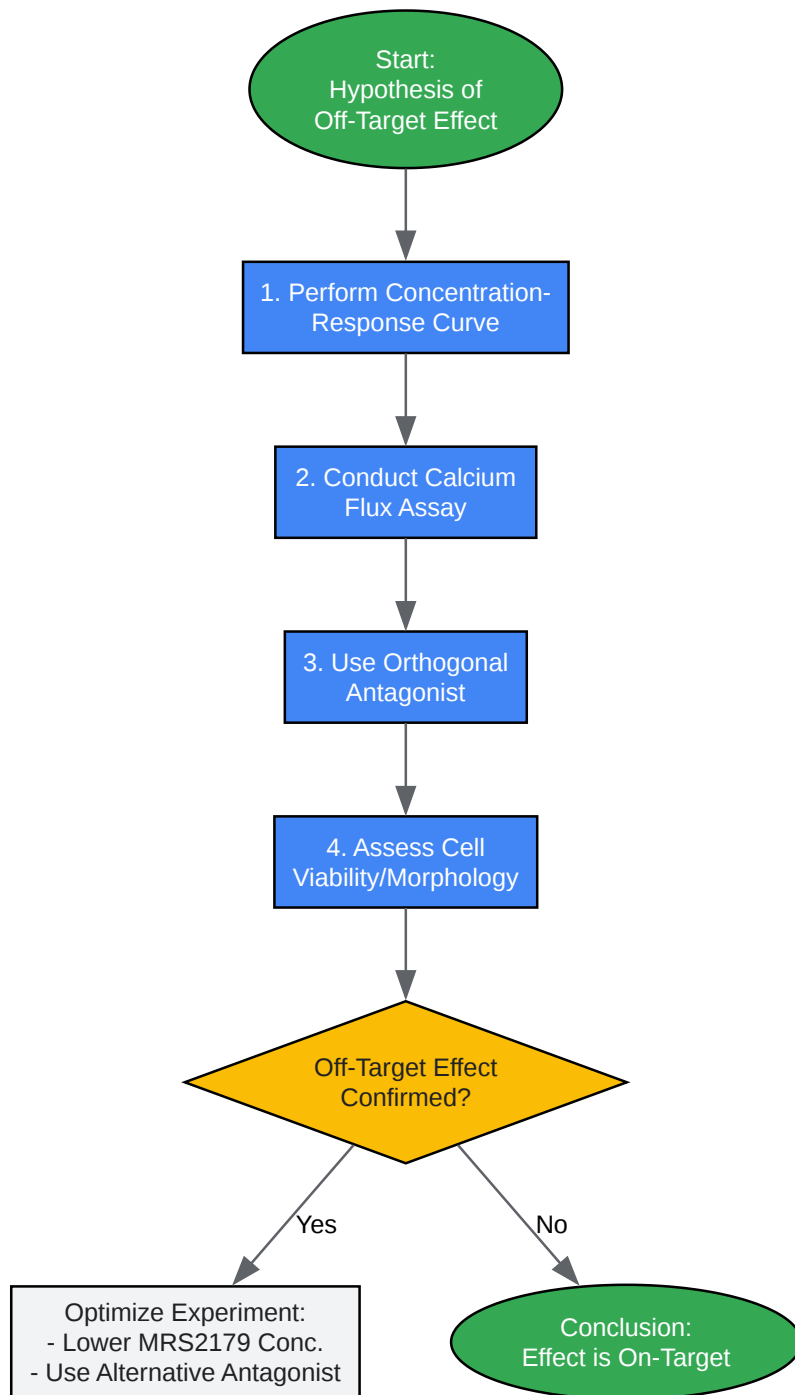 Start:
Hypothesis of
Off-Target Effect
1. Perform Concentration-
Response Curve
2. Conduct Calcium
Flux Assay
3. Use Orthogonal
Antagonist
4. Assess Cell
Viability/Morphology
Off-Target Effect
Confirmed?
Yes
No
Optimize Experiment:
- Lower MRS2179 Conc.
- Use Alternative Antagonist
Conclusion:
Effect is On-Target